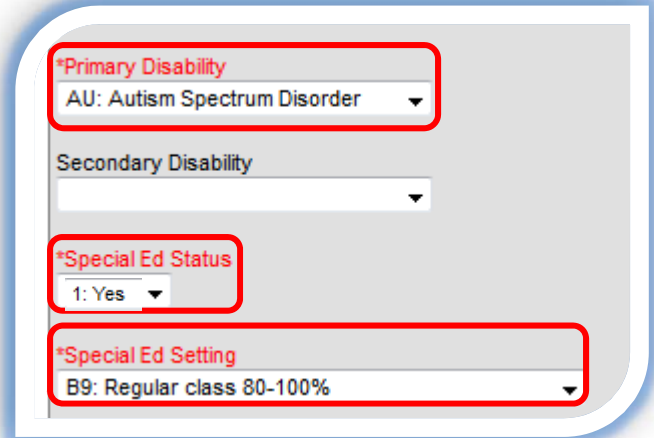 *Primary Disability
AU: Autism Spectrum Disorder
Secondary Disability
*Special Ed Status
1: Yes
*Special Ed Setting
B9: Regular class 80-100%